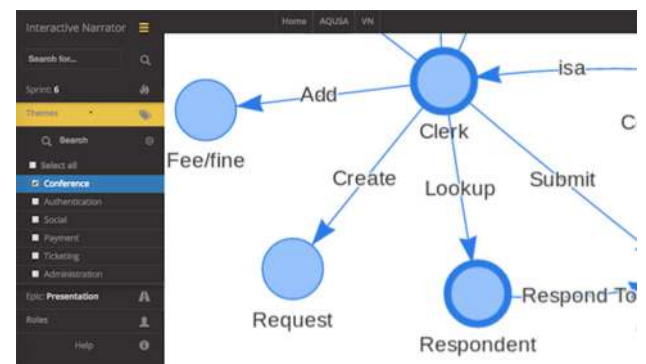 Interactive Narrator
Home AQUSA VN
Search for...
Sprint: 6
Themes
Search
Select all
Conference
Authentication
Social
Payment
Ticketing
Administration
Epic: Presentation
Roles
Help
isa
Add
Clerk
C
Fee/fine
Create
Lookup
Submit
Respond To
Request
Respondent